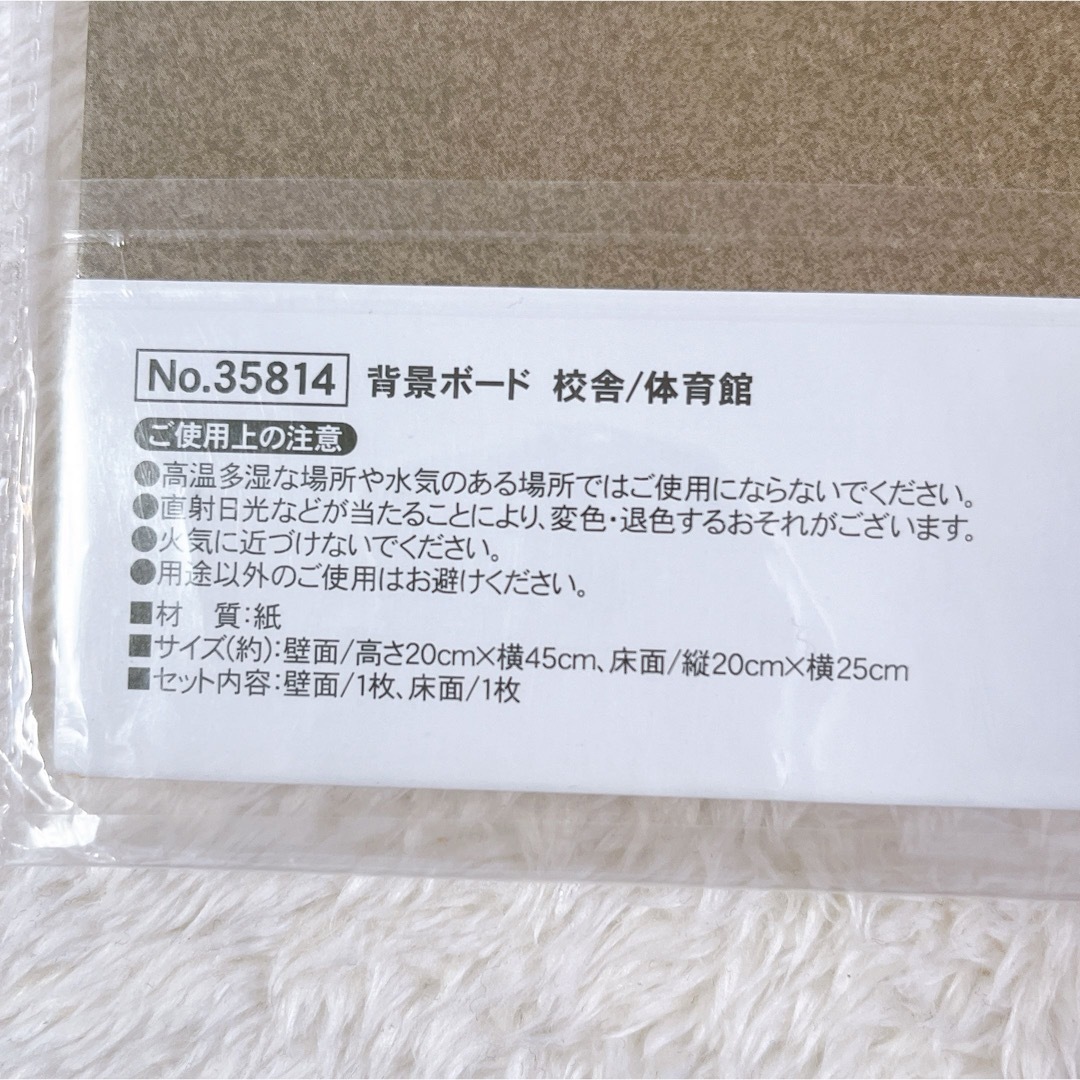 No.35814 背景ボード 校舎/体育館
ご使用上の注意
●高温多湿な場所や水気のある場所ではご使用にならないでください。
●直射日光などが当たることにより、変色・退色するおそれがございます。
●火気に近づけないでください。
●用途以外のご使用はお避けください。
■材　質:紙
■サイズ(約):壁面/高さ20cm×横45cm、床面/縦20cm×横25cm
■セット内容:壁面/1枚、床面/1枚